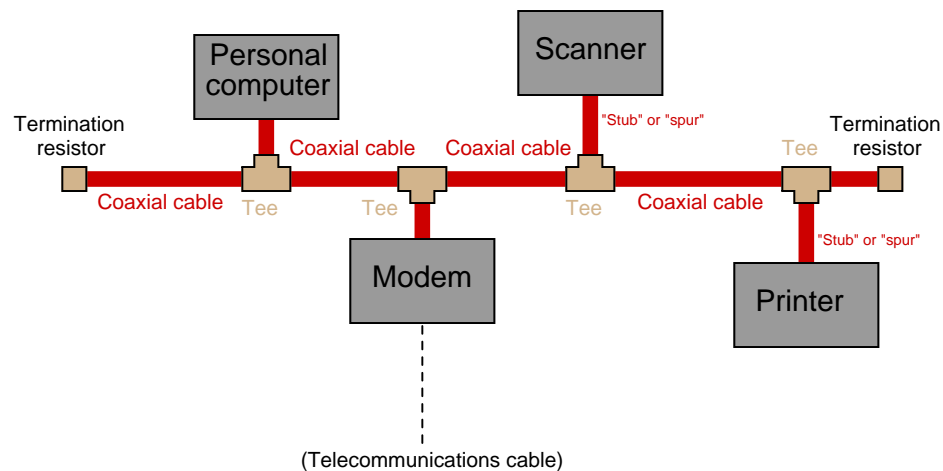 Personal
computer
Scanner
Termination
resistor
Coaxial cable
Coaxial cable
"Stub" or "spur"
Tee
Termination
resistor
Coaxial cable
Tee
Tee
Tee
Coaxial cable
"Stub" or "spur"
Modem
Printer
(Telecommunications cable)